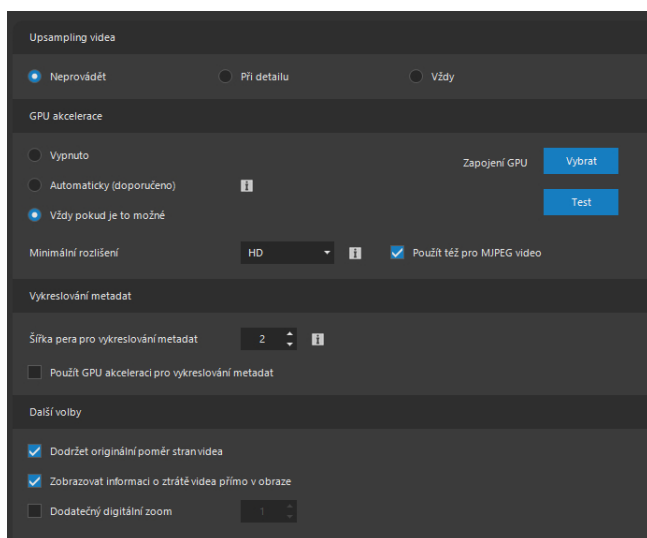 Upsampling videa
Neprovádět Při detailu Vždy
GPU akcelerace
Vypnuto
Zapojení GPU Vybrat
Automaticky (doporučeno) i
Test
Vždy pokud je to možné
Minimální rozlišení HD i Použít též pro MJPEG video
Vykreslování metadat
Šířka pera pro vykreslování metadat 2 i
Použít GPU akceleraci pro vykreslování metadat
Další volby
Dodržet originální poměr stran videa
Zobrazovat informaci o ztrátě videa přímo v obraze
Dodatečný digitální zoom 1